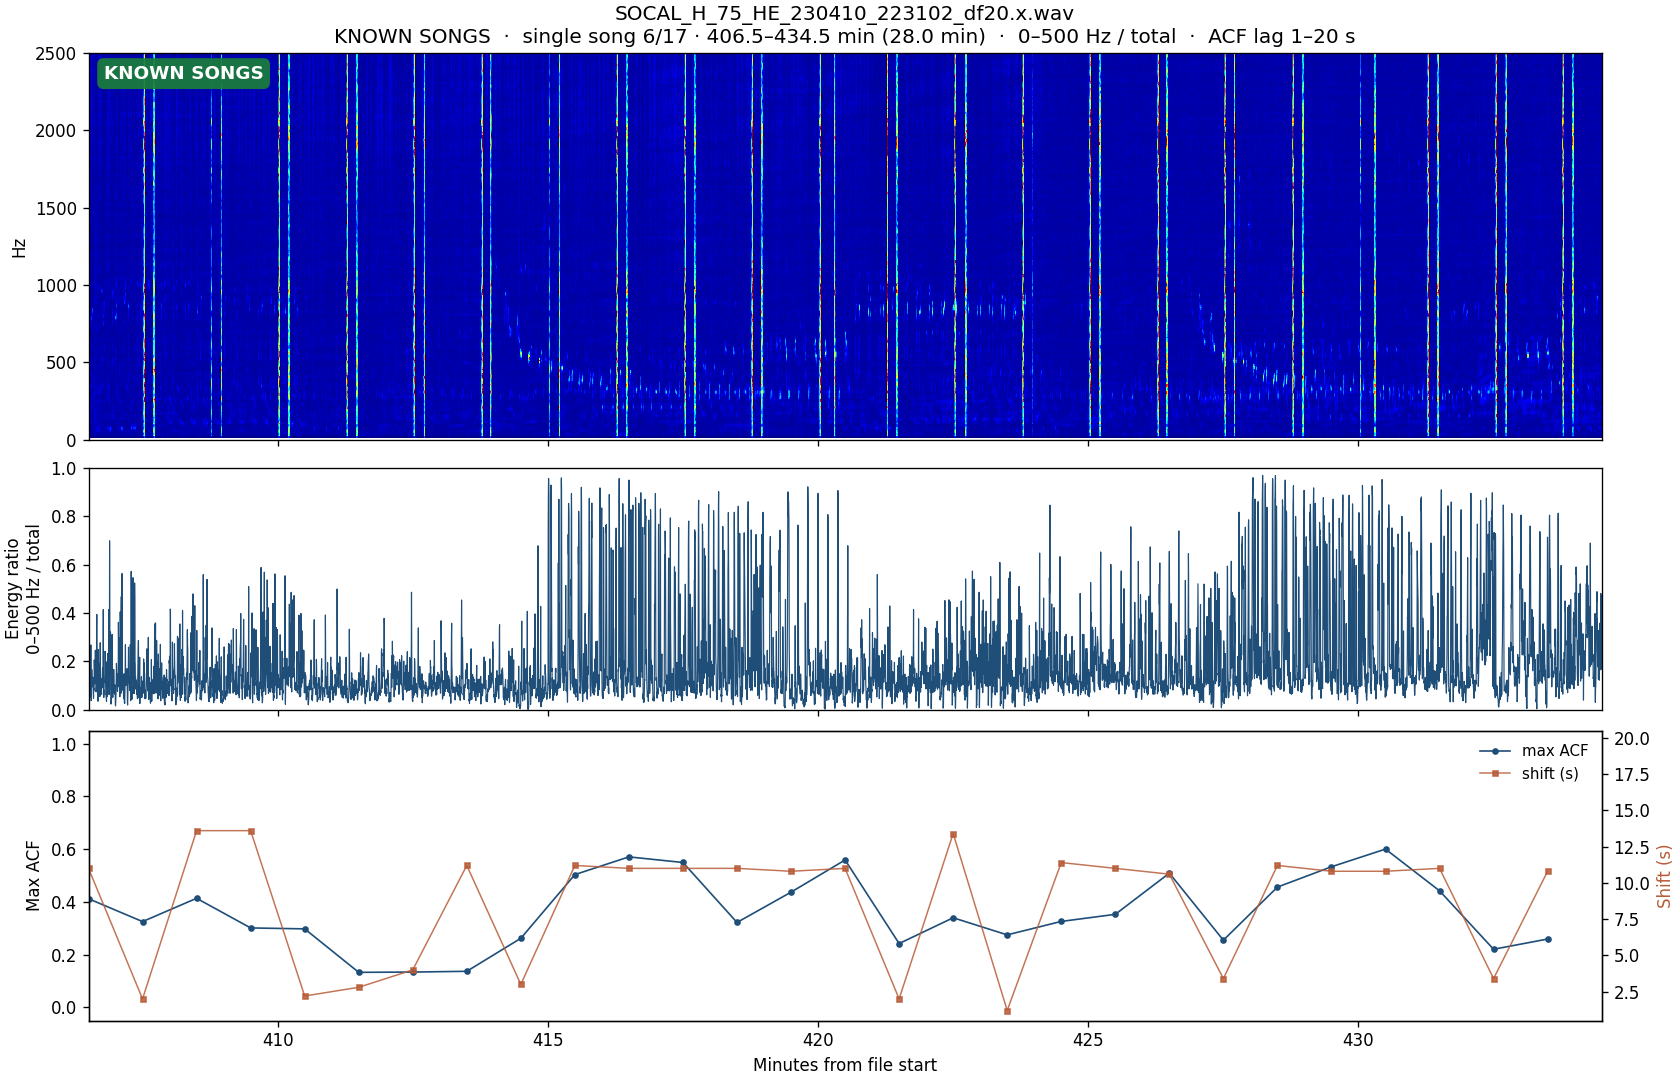 SOCAL_H_75_HE_230410_223102_df20.x.wav
KNOWN SONGS · single song 6/17 · 406.5–434.5 min (28.0 min) · 0–500 Hz / total · ACF lag 1–20 s
KNOWN SONGS
2500
2000
1500
1000
500
0
Hz
1.0
0.8
0.6
0.4
0.2
0.0
Energy ratio
0–500 Hz / total
1.0
0.8
0.6
0.4
0.2
0.0
Max ACF
max ACF
shift (s)
20.0
17.5
15.0
12.5
10.0
7.5
5.0
2.5
Shift (s)
410
415
420
425
430
Minutes from file start